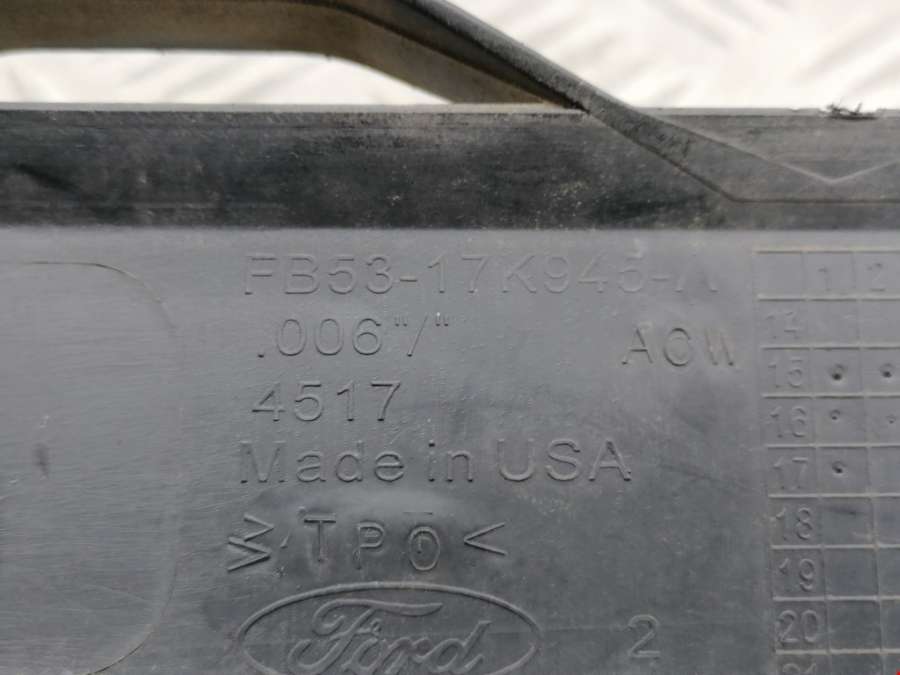 FB53-17K945-A
.006"/"
ACW
4517
Made in USA
>TPO<
Ford
2
1 2
14
15
16
17
18
19
20
21